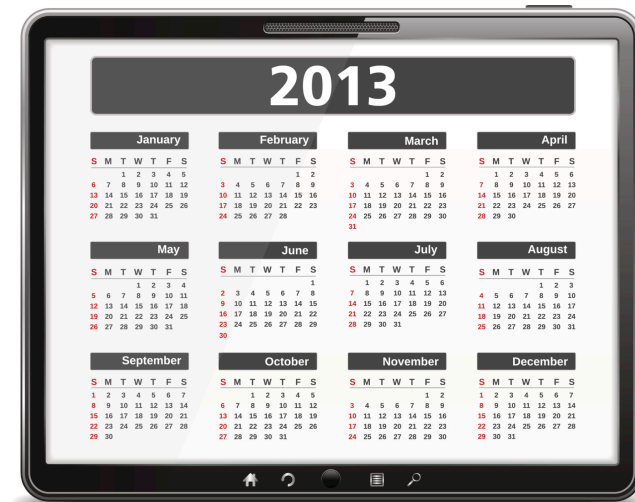 2013
January February March April
S M T W T F S S M T W T F S S M T W T F S S M T W T F S
1 2 3 4 5 1 2 1 2 1 2 3 4 5 6
6 7 8 9 10 11 12 3 4 5 6 7 8 9 3 4 5 6 7 8 9 7 8 9 10 11 12 13
13 14 15 16 17 18 19 10 11 12 13 14 15 16 10 11 12 13 14 15 16 14 15 16 17 18 19 20
20 21 22 23 24 25 26 17 18 19 20 21 22 23 17 18 19 20 21 22 23 21 22 23 24 25 26 27
27 28 29 30 31 24 25 26 27 28 24 25 26 27 28 29 30 28 29 30
31
May June July August
S M T W T F S S M T W T F S S M T W T F S S M T W T F S
1 2 3 4 1 1 2 3 4 5 6 1 2 3
5 6 7 8 9 10 11 2 3 4 5 6 7 8 7 8 9 10 11 12 13 4 5 6 7 8 9 10
12 13 14 15 16 17 18 9 10 11 12 13 14 15 14 15 16 17 18 19 20 11 12 13 14 15 16 17
19 20 21 22 23 24 25 16 17 18 19 20 21 22 21 22 23 24 25 26 27 18 19 20 21 22 23 24
26 27 28 29 30 31 23 24 25 26 27 28 29 28 29 30 31 25 26 27 28 29 30 31
30
September October November December
S M T W T F S S M T W T F S S M T W T F S S M T W T F S
1 2 3 4 5 6 7 1 2 3 4 5 1 2 1 2 3 4 5 6 7
8 9 10 11 12 13 14 6 7 8 9 10 11 12 3 4 5 6 7 8 9 8 9 10 11 12 13 14
15 16 17 18 19 20 21 13 14 15 16 17 18 19 10 11 12 13 14 15 16 15 16 17 18 19 20 21
22 23 24 25 26 27 28 20 21 22 23 24 25 26 17 18 19 20 21 22 23 22 23 24 25 26 27 28
29 30 27 28 29 30 31 24 25 26 27 28 29 30 29 30 31